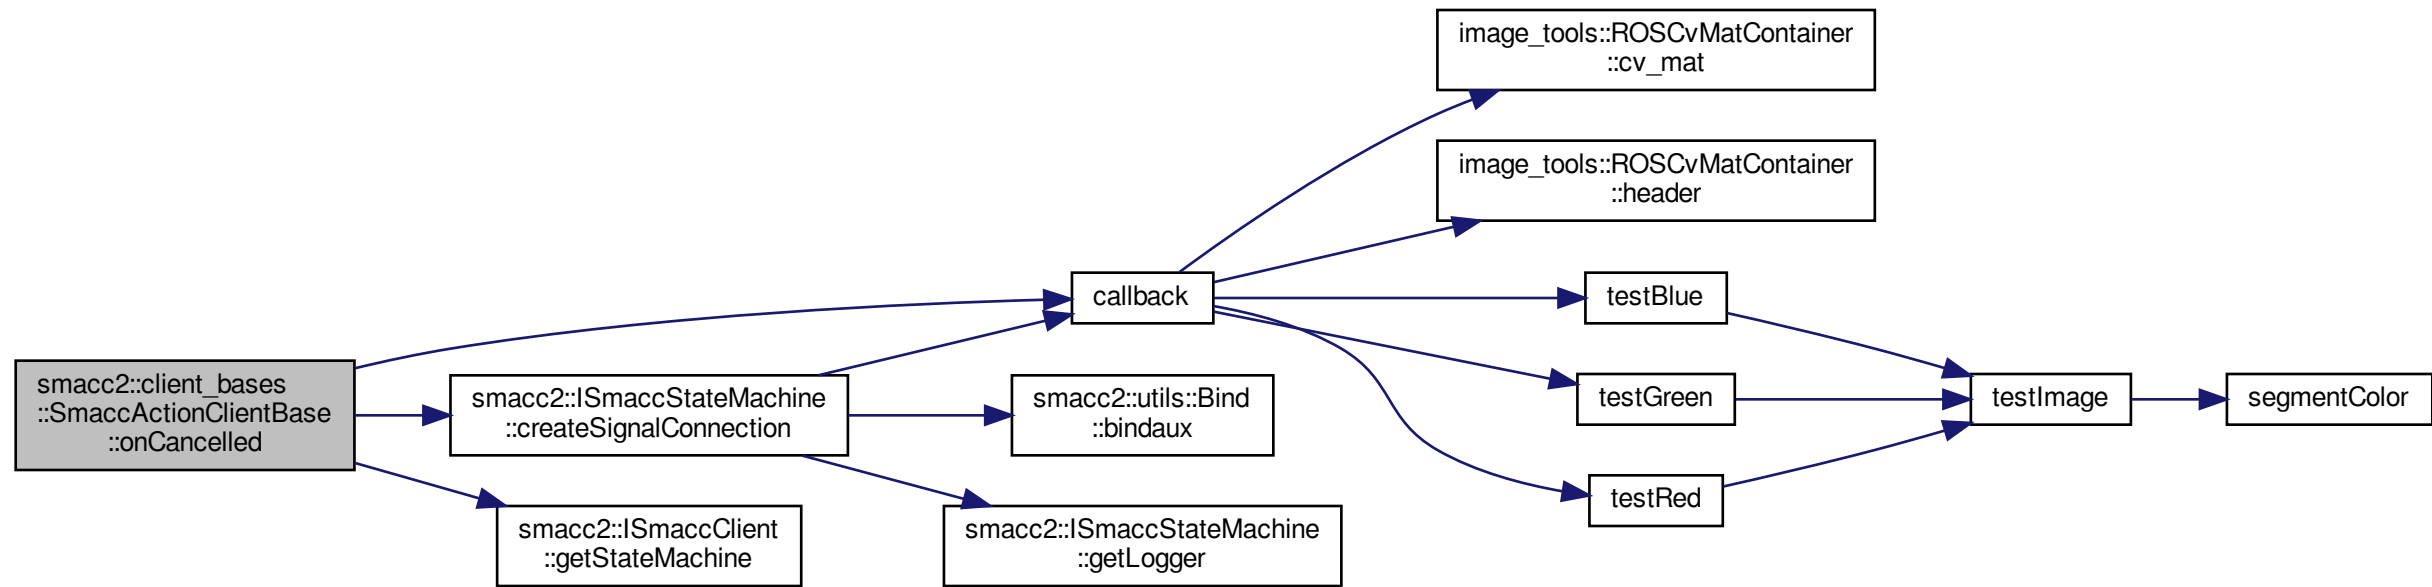 smacc2::client_bases
::SmaccActionClientBase
::onCancelled
smacc2::ISmaccStateMachine
::createSignalConnection
smacc2::ISmaccClient
::getStateMachine
callback
smacc2::utils::Bind
::bindaux
smacc2::ISmaccStateMachine
::getLogger
image_tools::ROSCvMatContainer
::cv_mat
image_tools::ROSCvMatContainer
::header
testBlue
testGreen
testRed
testImage
segmentColor